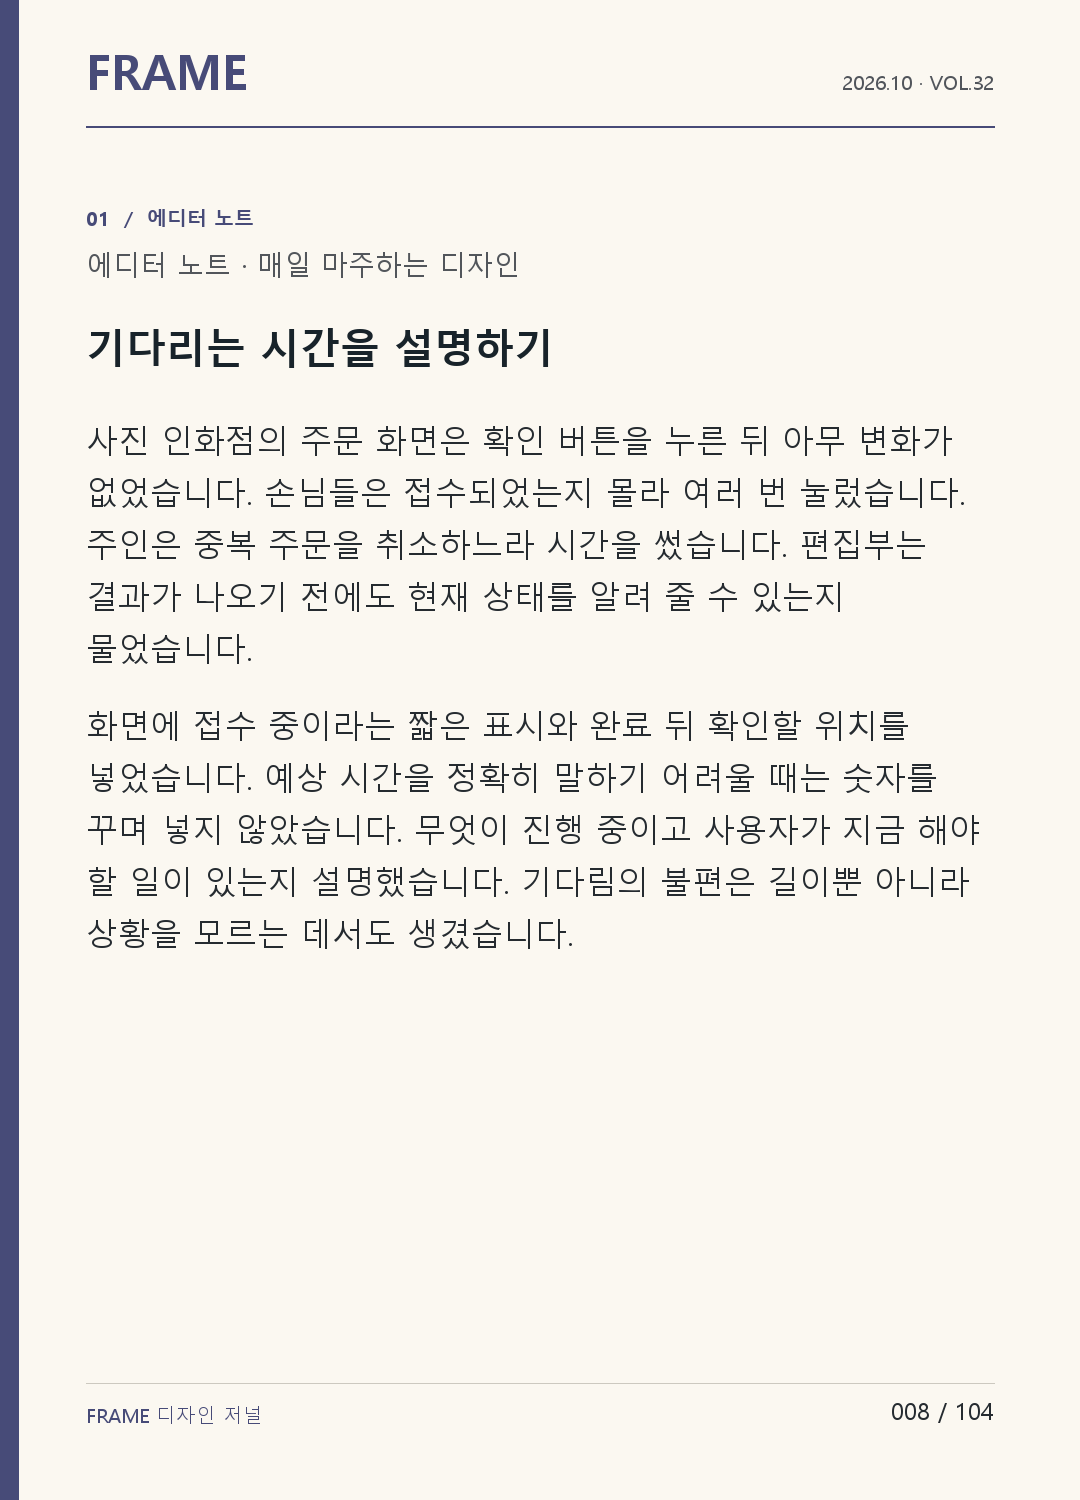 FRAME
2026.10 · VOL.32
01 / 에디터 노트
에디터 노트 · 매일 마주하는 디자인
기다리는 시간을 설명하기
사진 인화점의 주문 화면은 확인 버튼을 누른 뒤 아무 변화가
없었습니다. 손님들은 접수되었는지 몰라 여러 번 눌렀습니다.
주인은 중복 주문을 취소하느라 시간을 썼습니다. 편집부는
결과가 나오기 전에도 현재 상태를 알려 줄 수 있는지
물었습니다.
화면에 접수 중이라는 짧은 표시와 완료 뒤 확인할 위치를
넣었습니다. 예상 시간을 정확히 말하기 어려울 때는 숫자를
꾸며 넣지 않았습니다. 무엇이 진행 중이고 사용자가 지금 해야
할 일이 있는지 설명했습니다. 기다림의 불편은 길이뿐 아니라
상황을 모르는 데서도 생겼습니다.
FRAME 디자인 저널
008 / 104